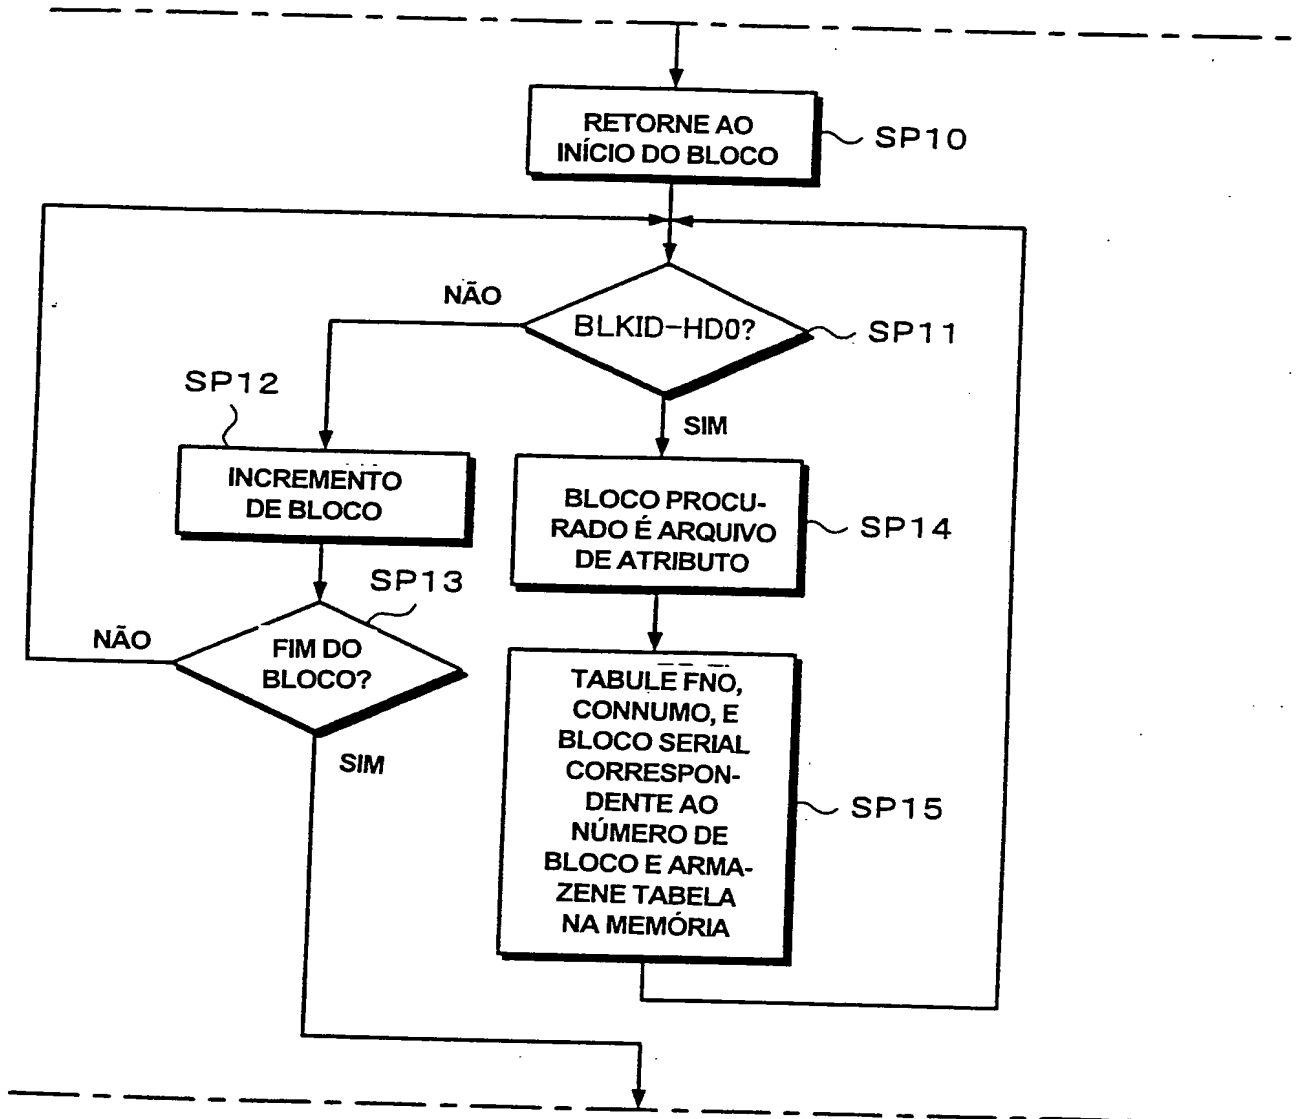 RETORNE AO
INÍCIO DO BLOCO
SP10
NÃO
BLKID-HD0?
SP11
SP12
SIM
INCREMENTO
DE BLOCO
BLOCO PROCU-
RADO É ARQUIVO
DE ATRIBUTO
SP14
SP13
NÃO
FIM DO
BLOCO?
SIM
TABULE FNO,
CONNUMO, E
BLOCO SERIAL
CORRESPON-
DENTE AO
NÚMERO DE
BLOCO E ARMA-
ZENE TABELA
NA MEMÓRIA
SP15